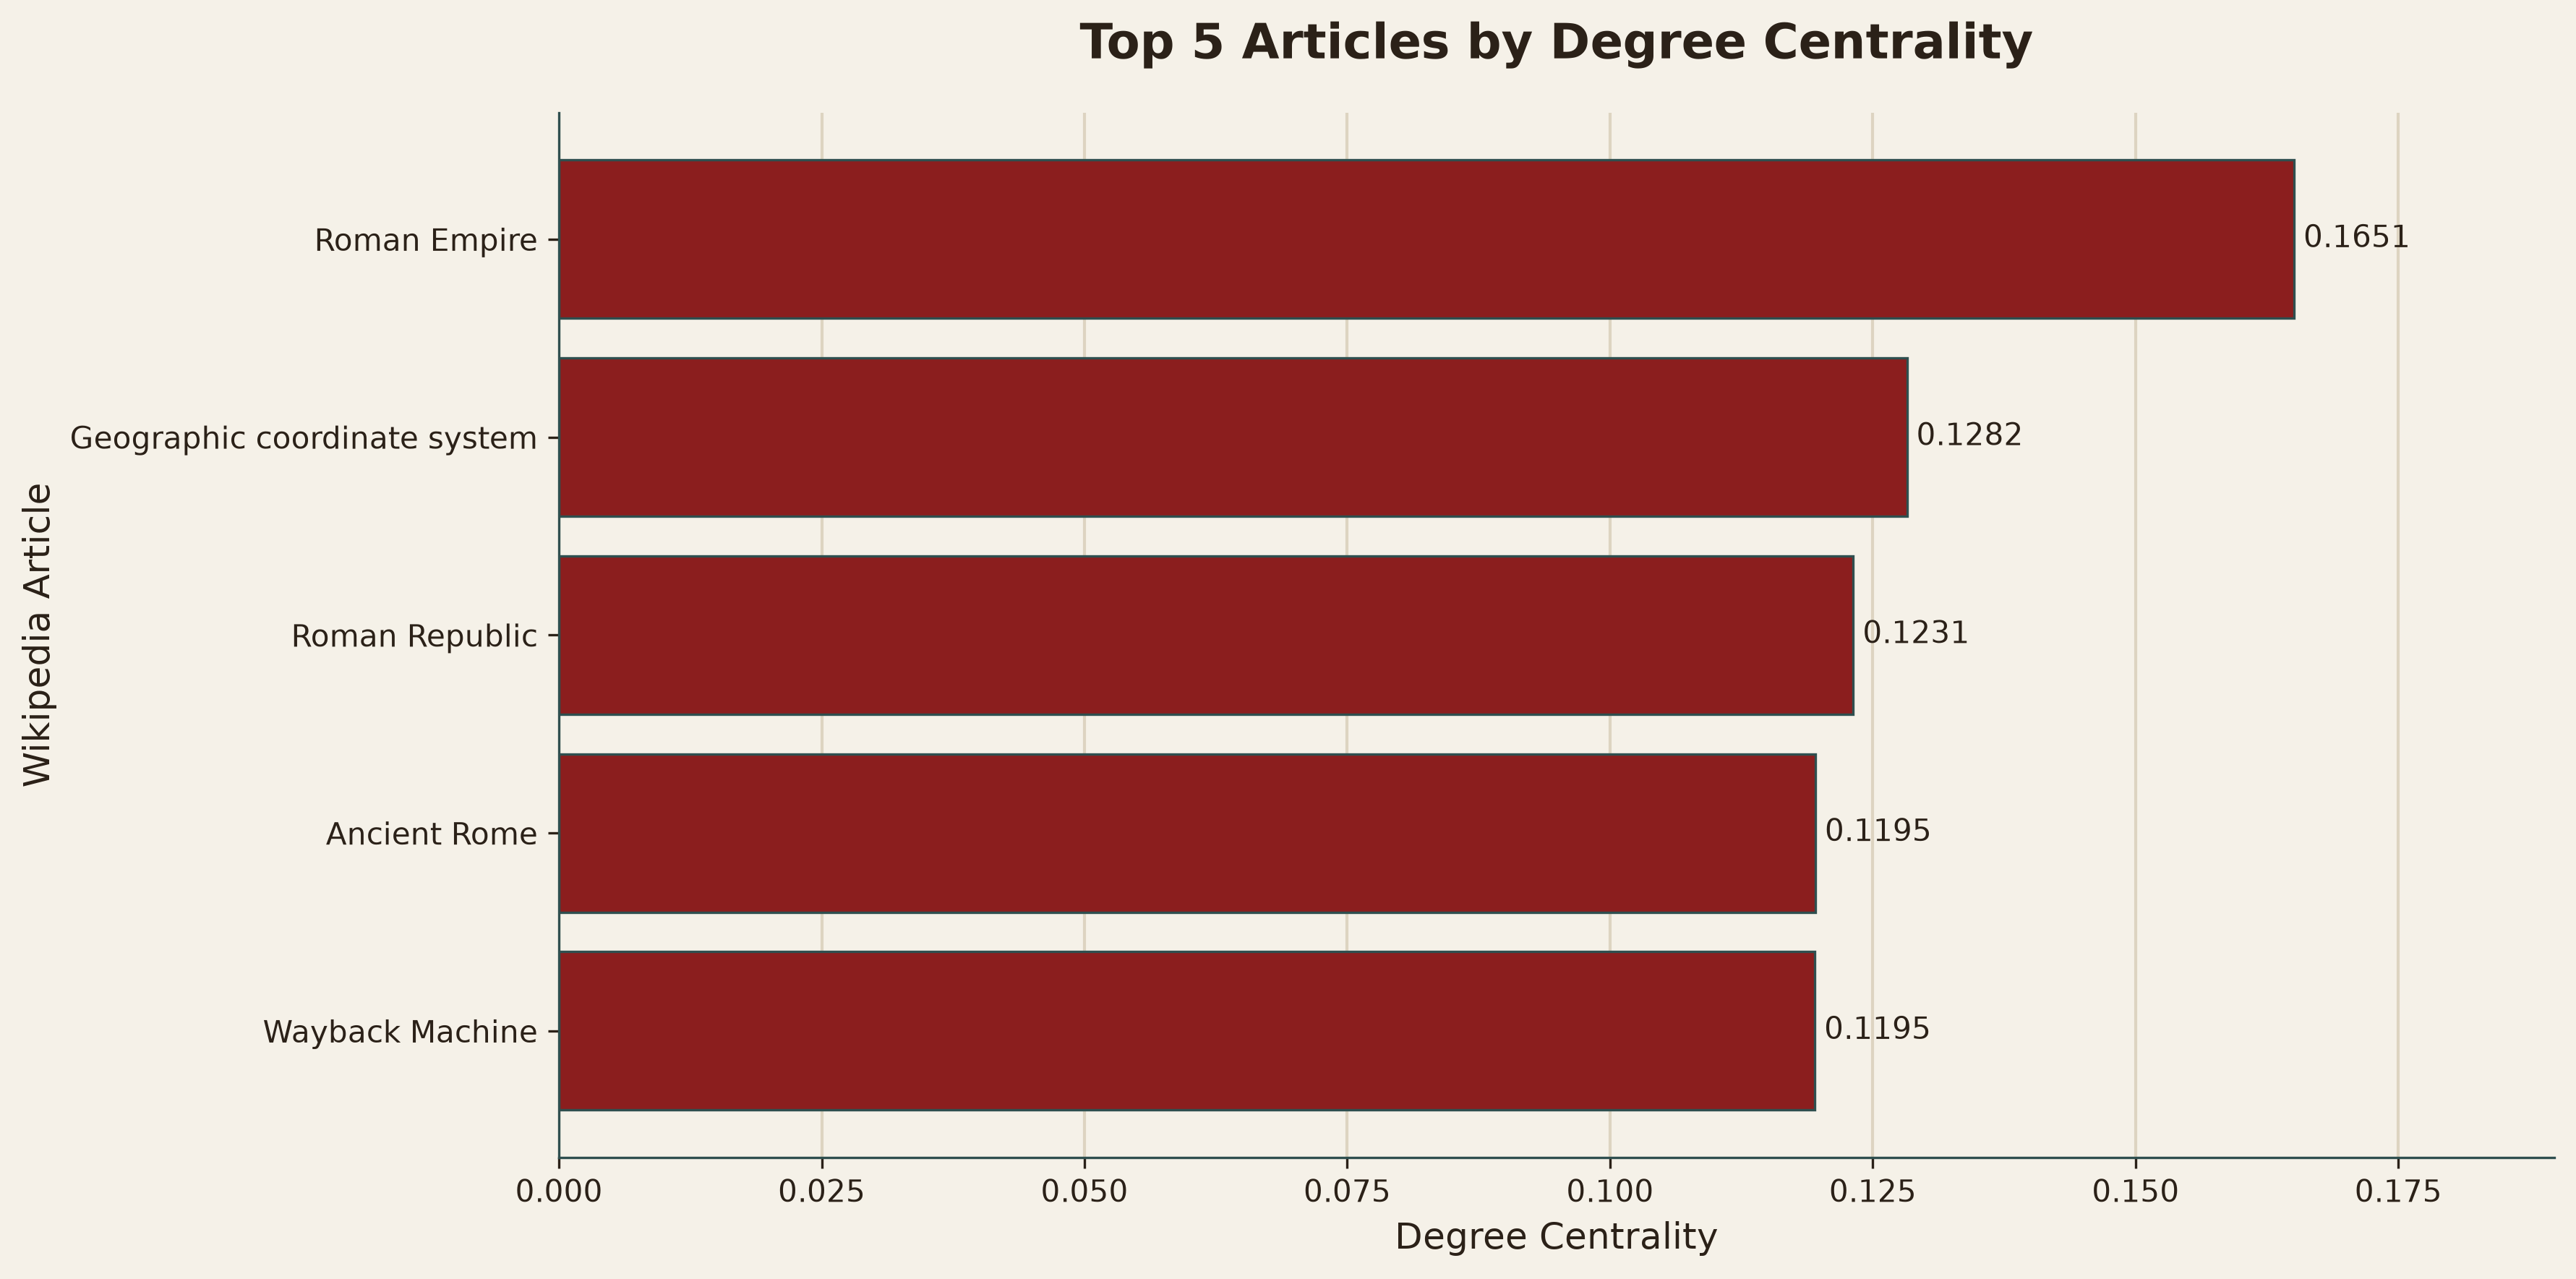 Top 5 Articles by Degree Centrality
Wikipedia Article
Roman Empire
0.1651
Geographic coordinate system
0.1282
Roman Republic
0.1231
Ancient Rome
0.1195
Wayback Machine
0.1195
0.000 0.025 0.050 0.075 0.100 0.125 0.150 0.175
Degree Centrality